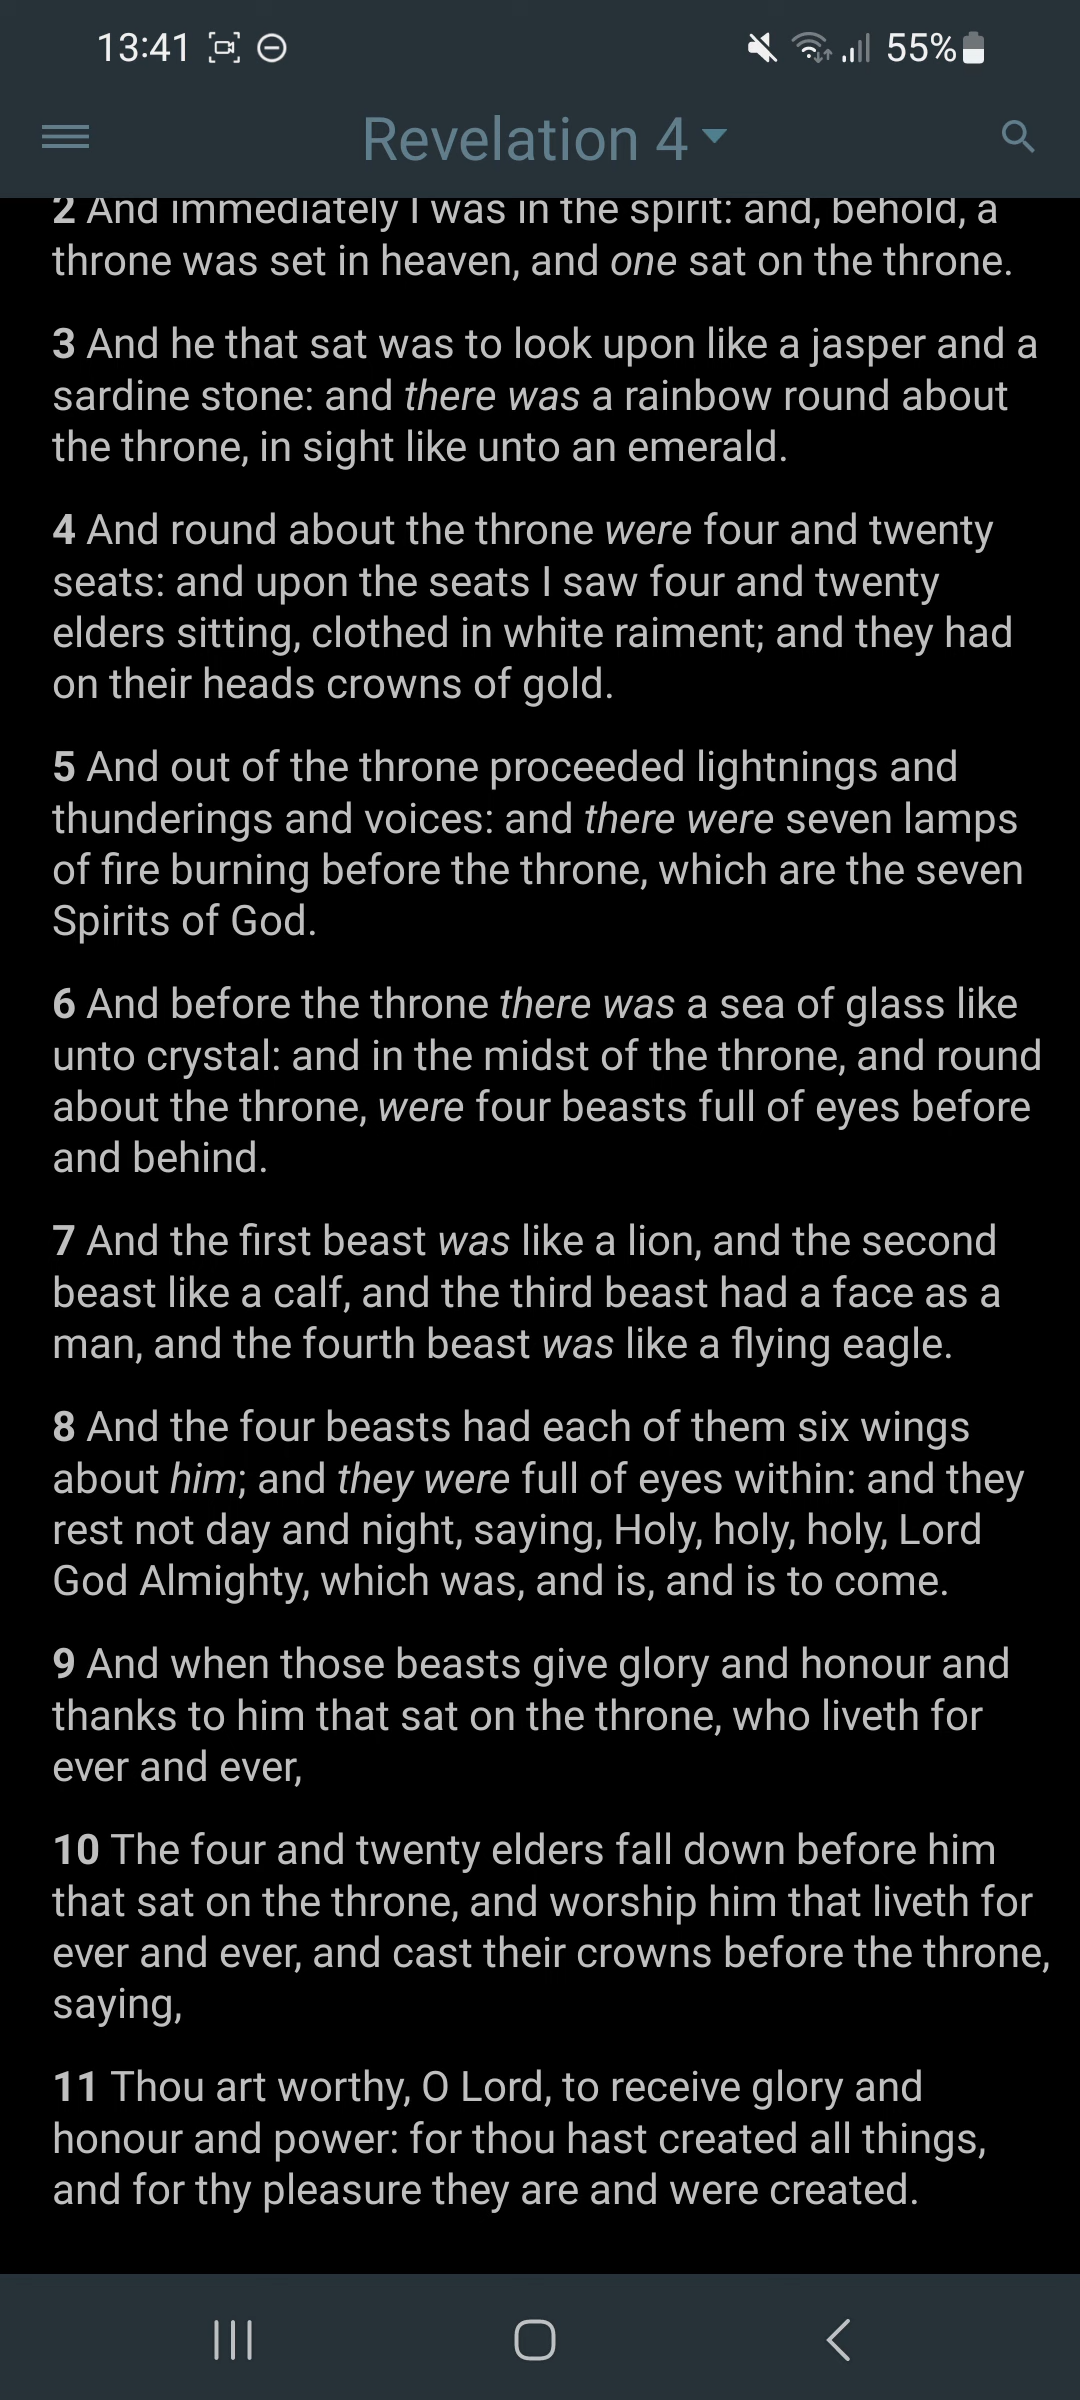 13:41
55%
Revelation 4
2 And immediately I was in the spirit: and, behold, a
throne was set in heaven, and one sat on the throne.
3 And he that sat was to look upon like a jasper and a
sardine stone: and there was a rainbow round about
the throne, in sight like unto an emerald.
4 And round about the throne were four and twenty
seats: and upon the seats I saw four and twenty
elders sitting, clothed in white raiment; and they had
on their heads crowns of gold.
5 And out of the throne proceeded lightnings and
thunderings and voices: and there were seven lamps
of fire burning before the throne, which are the seven
Spirits of God.
6 And before the throne there was a sea of glass like
unto crystal: and in the midst of the throne, and round
about the throne, were four beasts full of eyes before
and behind.
7 And the first beast was like a lion, and the second
beast like a calf, and the third beast had a face as a
man, and the fourth beast was like a flying eagle.
8 And the four beasts had each of them six wings
about him; and they were full of eyes within: and they
rest not day and night, saying, Holy, holy, holy, Lord
God Almighty, which was, and is, and is to come.
9 And when those beasts give glory and honour and
thanks to him that sat on the throne, who liveth for
ever and ever,
10 The four and twenty elders fall down before him
that sat on the throne, and worship him that liveth for
ever and ever, and cast their crowns before the throne,
saying,
11 Thou art worthy, O Lord, to receive glory and
honour and power: for thou hast created all things,
and for thy pleasure they are and were created.